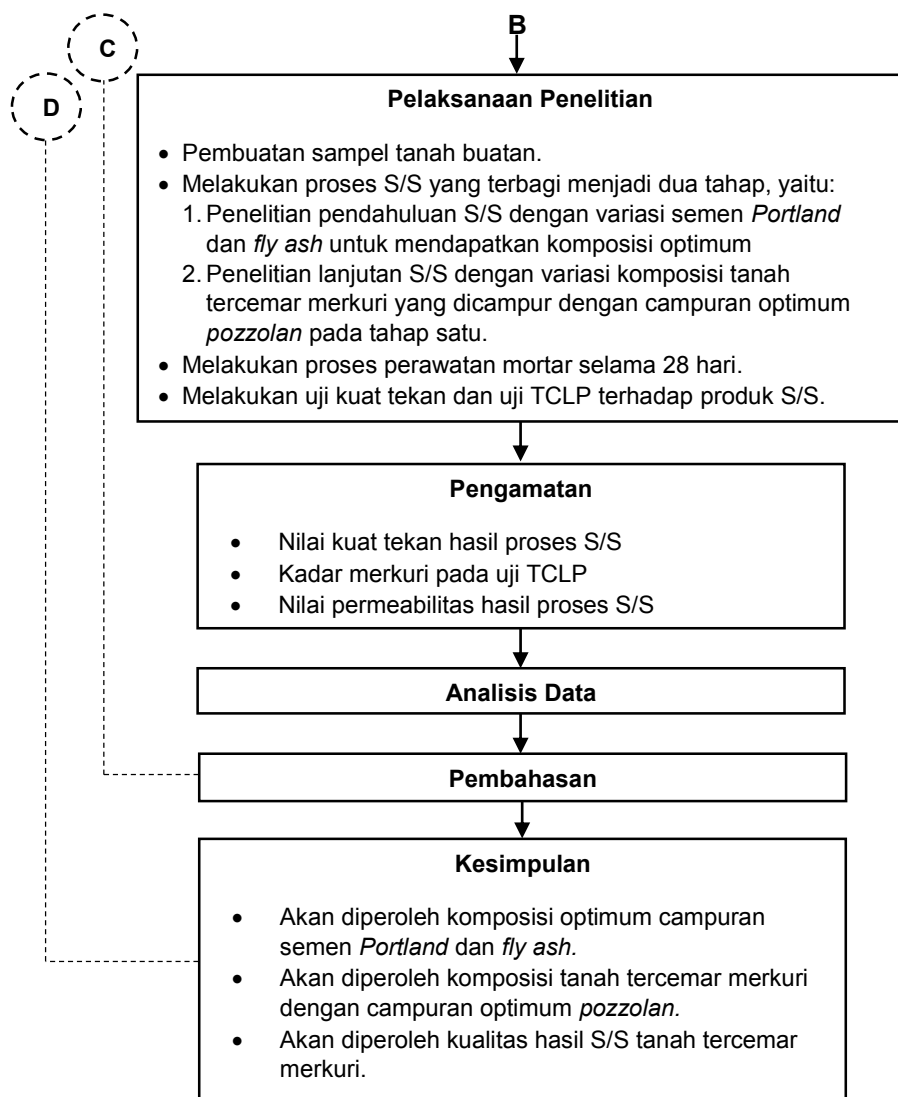 B
C
D
Pelaksanaan Penelitian
• Pembuatan sampel tanah buatan.
• Melakukan proses S/S yang terbagi menjadi dua tahap, yaitu:
1. Penelitian pendahuluan S/S dengan variasi semen Portland
dan fly ash untuk mendapatkan komposisi optimum
2. Penelitian lanjutan S/S dengan variasi komposisi tanah
tercemar merkuri yang dicampur dengan campuran optimum
pozzolan pada tahap satu.
• Melakukan proses perawatan mortar selama 28 hari.
• Melakukan uji kuat tekan dan uji TCLP terhadap produk S/S.
Pengamatan
• Nilai kuat tekan hasil proses S/S
• Kadar merkuri pada uji TCLP
• Nilai permeabilitas hasil proses S/S
Analisis Data
Pembahasan
Kesimpulan
• Akan diperoleh komposisi optimum campuran
semen Portland dan fly ash.
• Akan diperoleh komposisi tanah tercemar merkuri
dengan campuran optimum pozzolan.
• Akan diperoleh kualitas hasil S/S tanah tercemar
merkuri.